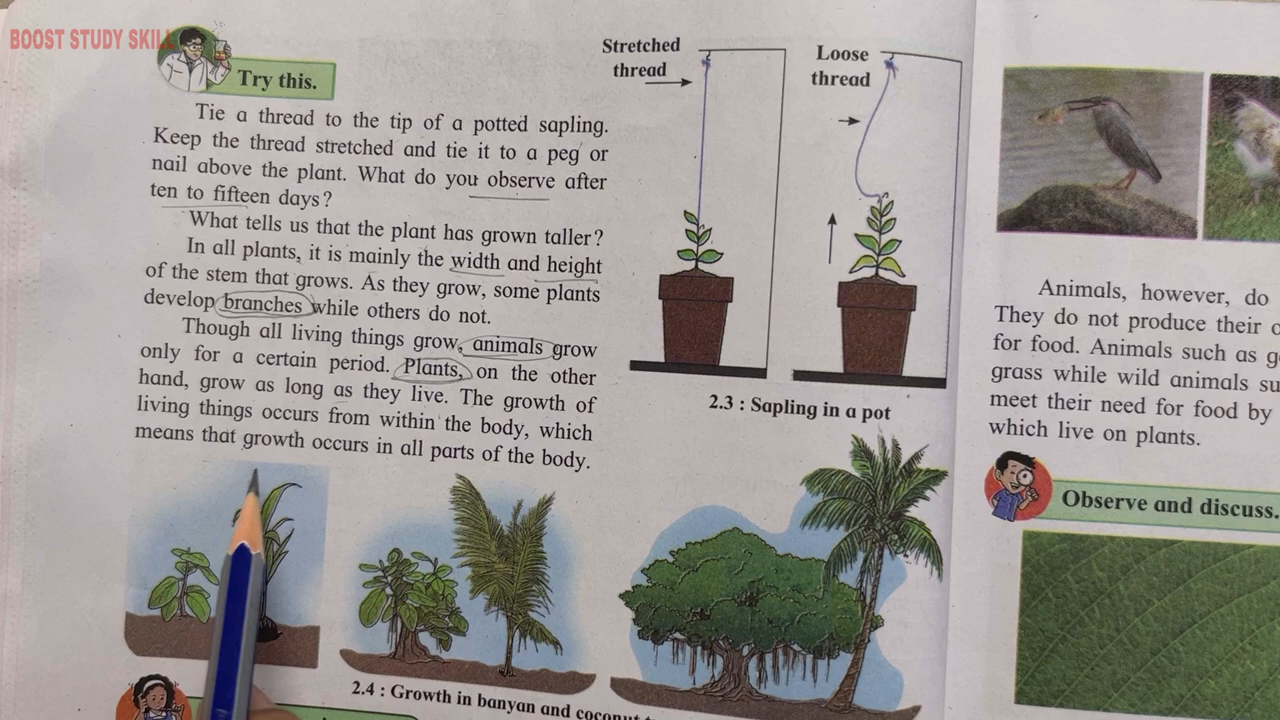 BOOST STUDY SKILL
Try this.
Tie a thread to the tip of a potted sapling.
Keep the thread stretched and tie it to a peg or
nail above the plant. What do you observe after
ten to fifteen days?
What tells us that the plant has grown taller?
In all plants, it is mainly the width and height
of the stem that grows. As they grow, some plants
develop branches while others do not.
Though all living things grow, animals grow
only for a certain period. Plants, on the other
hand, grow as long as they live. The growth of
living things occurs from within the body, which
means that growth occurs in all parts of the body.
Stretched
thread
Loose
thread
2.3 : Sapling in a pot
2.4 : Growth in banyan and coconut
Animals, however, do
They do not produce their
for food. Animals such as
grass while wild animals
meet their need for food by
which live on plants.
Observe and discuss.